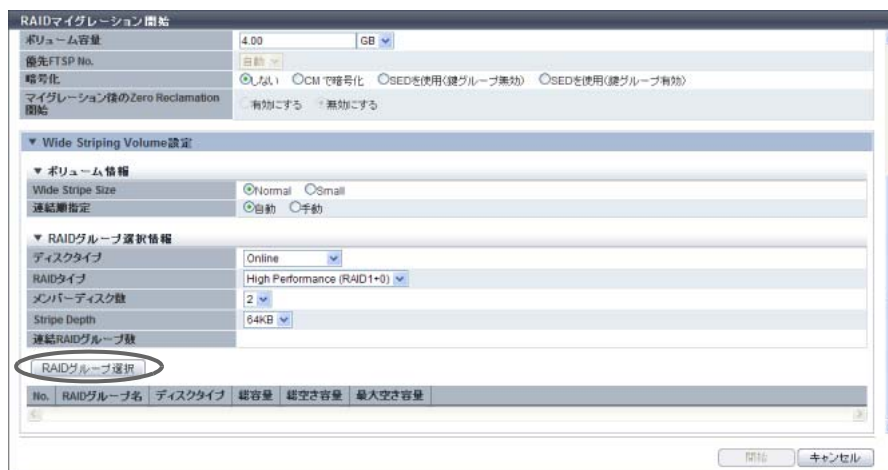 RAIDマイグレーション開始
ボリューム容量 4.00 GB
優先FTSP No. 自動
暗号化 しない CMで暗号化 SEDを使用(鍵グループ無効) SEDを使用(鍵グループ有効)
マイグレーション後のZero Reclamation 有効にする 無効にする
開始
▼ Wide Striping Volume設定
▼ ボリューム情報
Wide Stripe Size Normal Small
連結順指定 自動 手動
▼ RAIDグループ選択情報
ディスクタイプ Online
RAIDタイプ High Performance (RAID1+0)
メンバーディスク数 2
Stripe Depth 64KB
連結RAIDグループ数
RAIDグループ選択
No. RAIDグループ名 ディスクタイプ 総容量 総空き容量 最大空き容量
開始 キャンセル